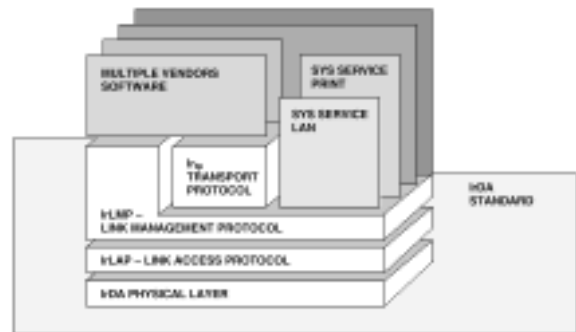 MULTIPLE VENDORS
SOFTWARE
SYS SERVICE
PRINT
SYS SERVICE
LAN
Ir
TRANSPORT
PROTOCOL
IrDA
STANDARD
IrLMP –
LINK MANAGEMENT PROTOCOL
IrLAP – LINK ACCESS PROTOCOL
IrDA PHYSICAL LAYER